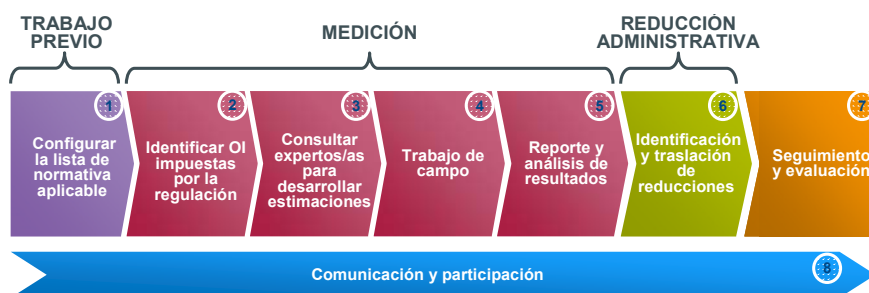 TRABAJO
PREVIO
MEDICIÓN
REDUCCIÓN
ADMINISTRATIVA
1
Configurar
la lista de
normativa
aplicable
2
Identificar OI
impuestas
por la
regulación
3
Consultar
expertos/as
para
desarrollar
estimaciones
4
Trabajo de
campo
5
Reporte y
análisis de
resultados
6
Identificación
y traslación
de
reducciones
7
Seguimiento
y evaluación
Comunicación y participación
8